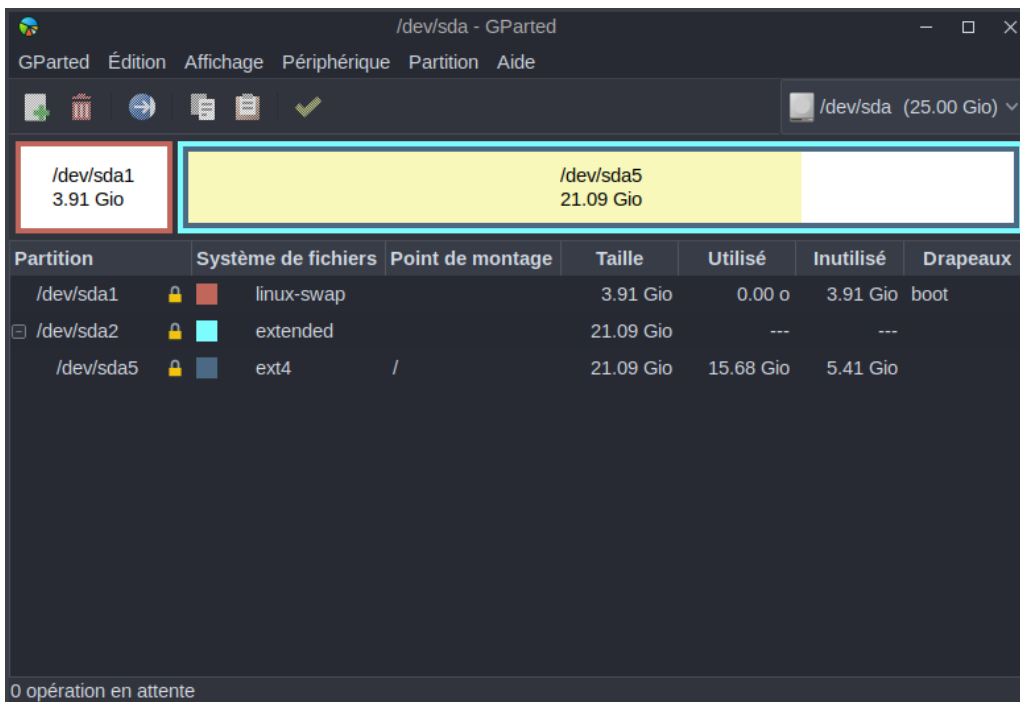 /dev/sda - GParted
GParted Édition Affichage Périphérique Partition Aide
/dev/sda (25.00 Gio)
/dev/sda1
3.91 Gio
/dev/sda5
21.09 Gio
Partition Système de fichiers Point de montage Taille Utilisé Inutilisé Drapeaux
/dev/sda1 linux-swap 3.91 Gio 0.00 o 3.91 Gio boot
/dev/sda2 extended 21.09 Gio --- ---
/dev/sda5 ext4 / 21.09 Gio 15.68 Gio 5.41 Gio
0 opération en attente